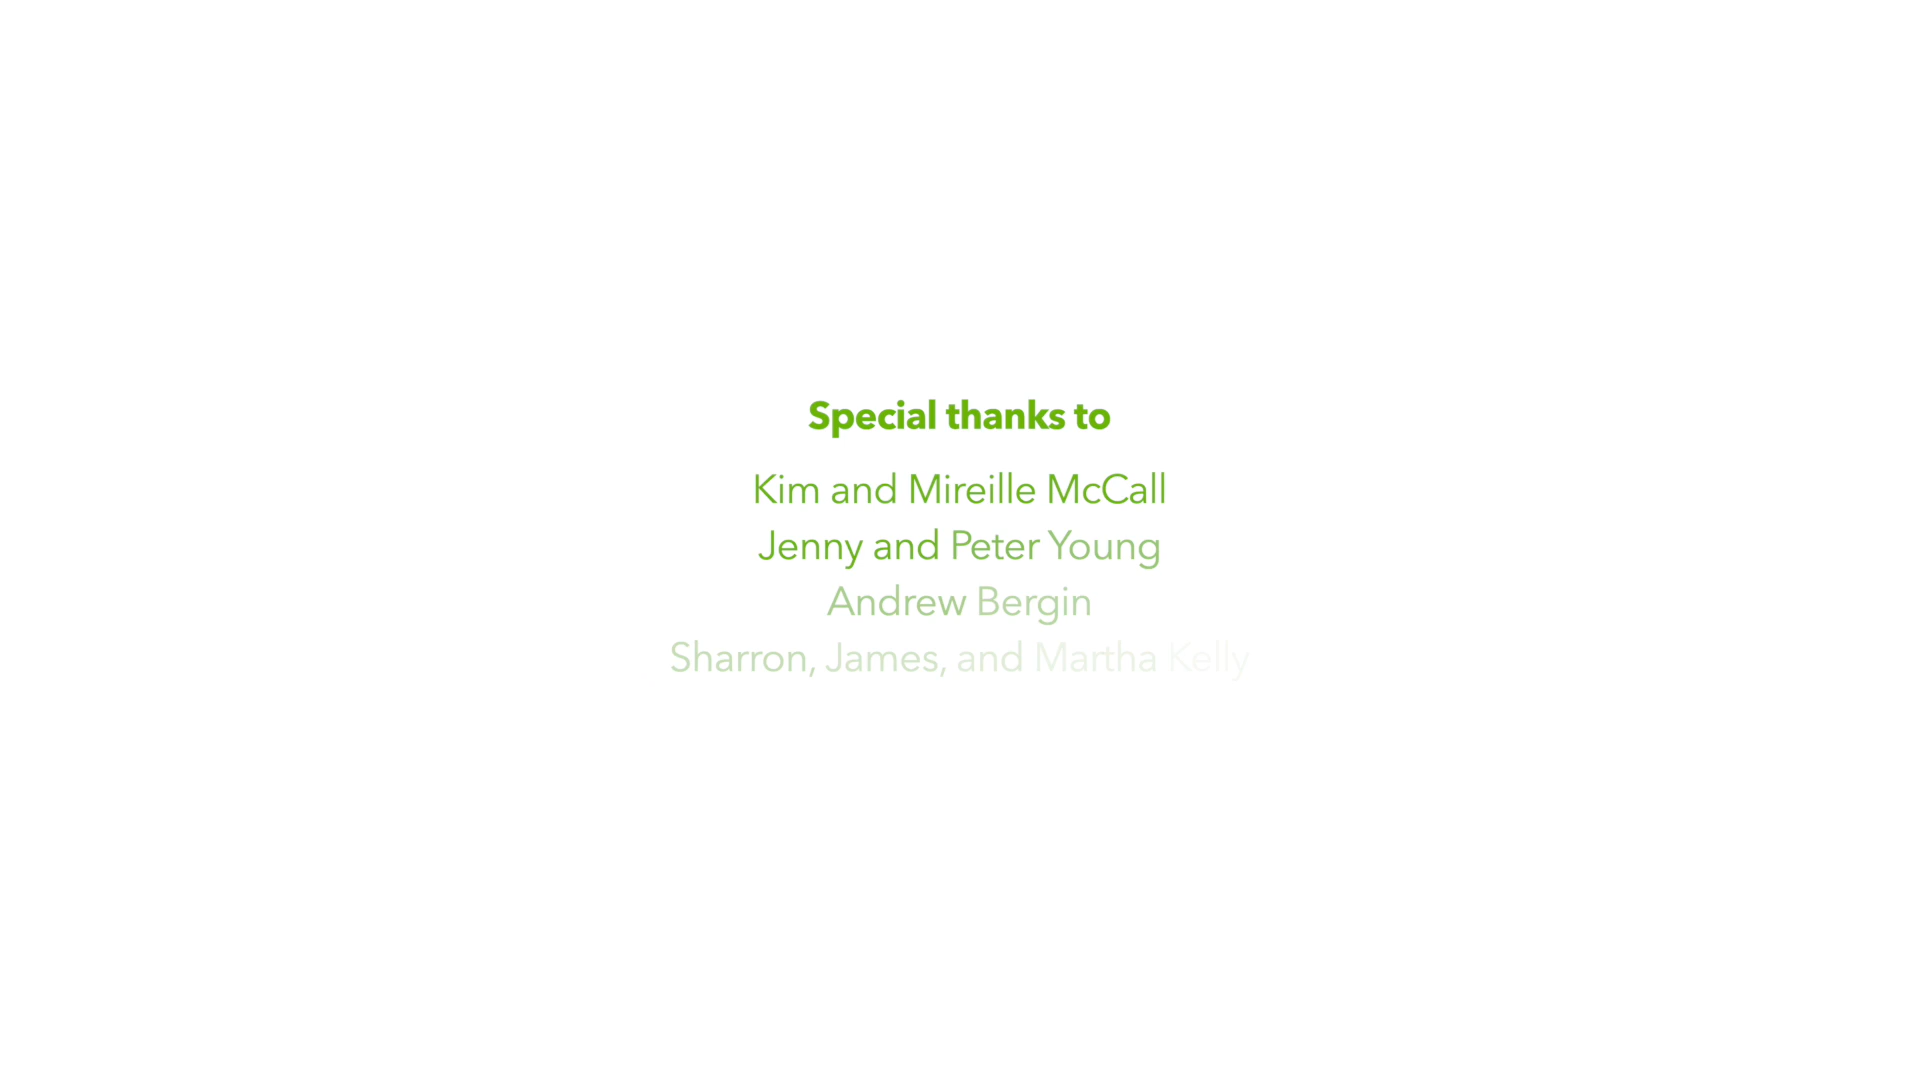 Special thanks to
Kim and Mireille McCall
Jenny and Peter Young
Andrew Bergin
Sharron, James, and Martha Kelly